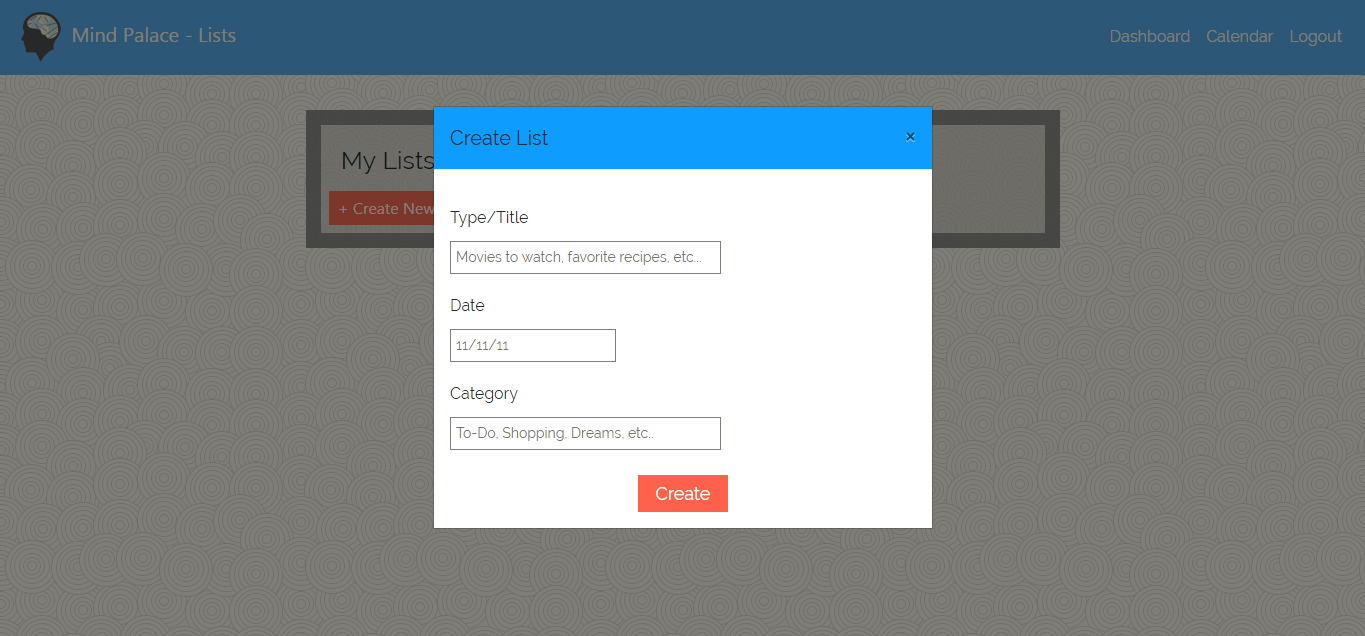 Mind Palace - Lists
Dashboard Calendar Logout
My Lists
+ Create New
Create List
×
Type/Title
Movies to watch, favorite recipes, etc...
Date
11/11/11
Category
To-Do, Shopping, Dreams, etc..
Create